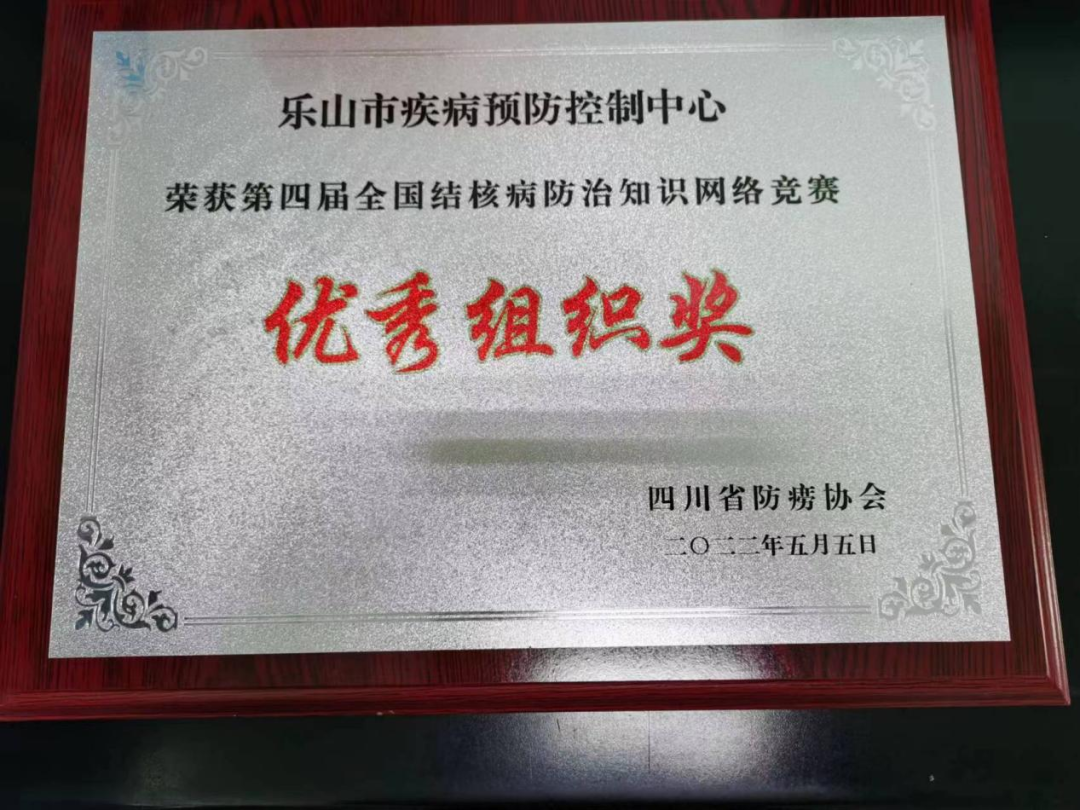 乐山市疾病预防控制中心
荣获第四届全国结核病防治知识网络竞赛
优秀组织奖
四川省防痨协会
二〇二二年五月五日